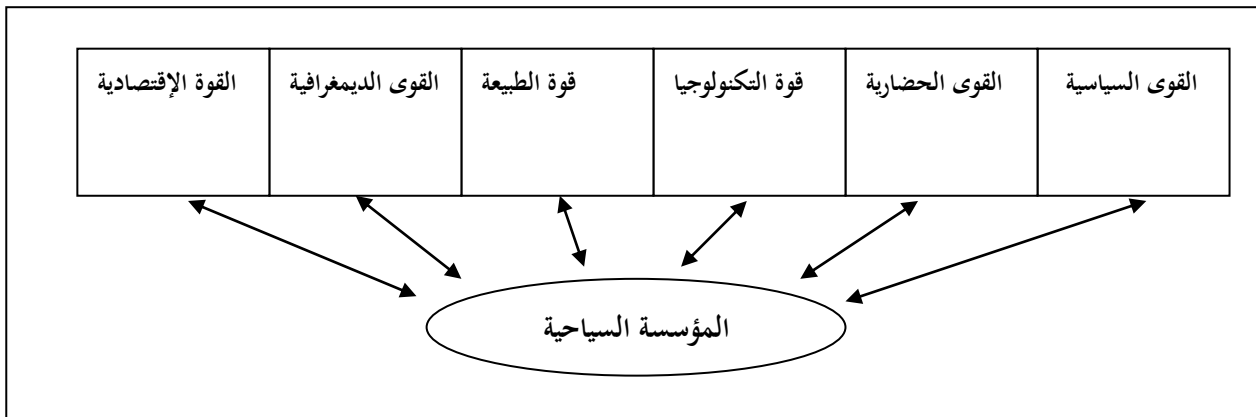 القوى السياسية
القوى الحضارية
قوة التكنولوجيا
قوة الطبيعة
القوى الديمغرافية
القوة الإقتصادية
المؤسسة السياحية